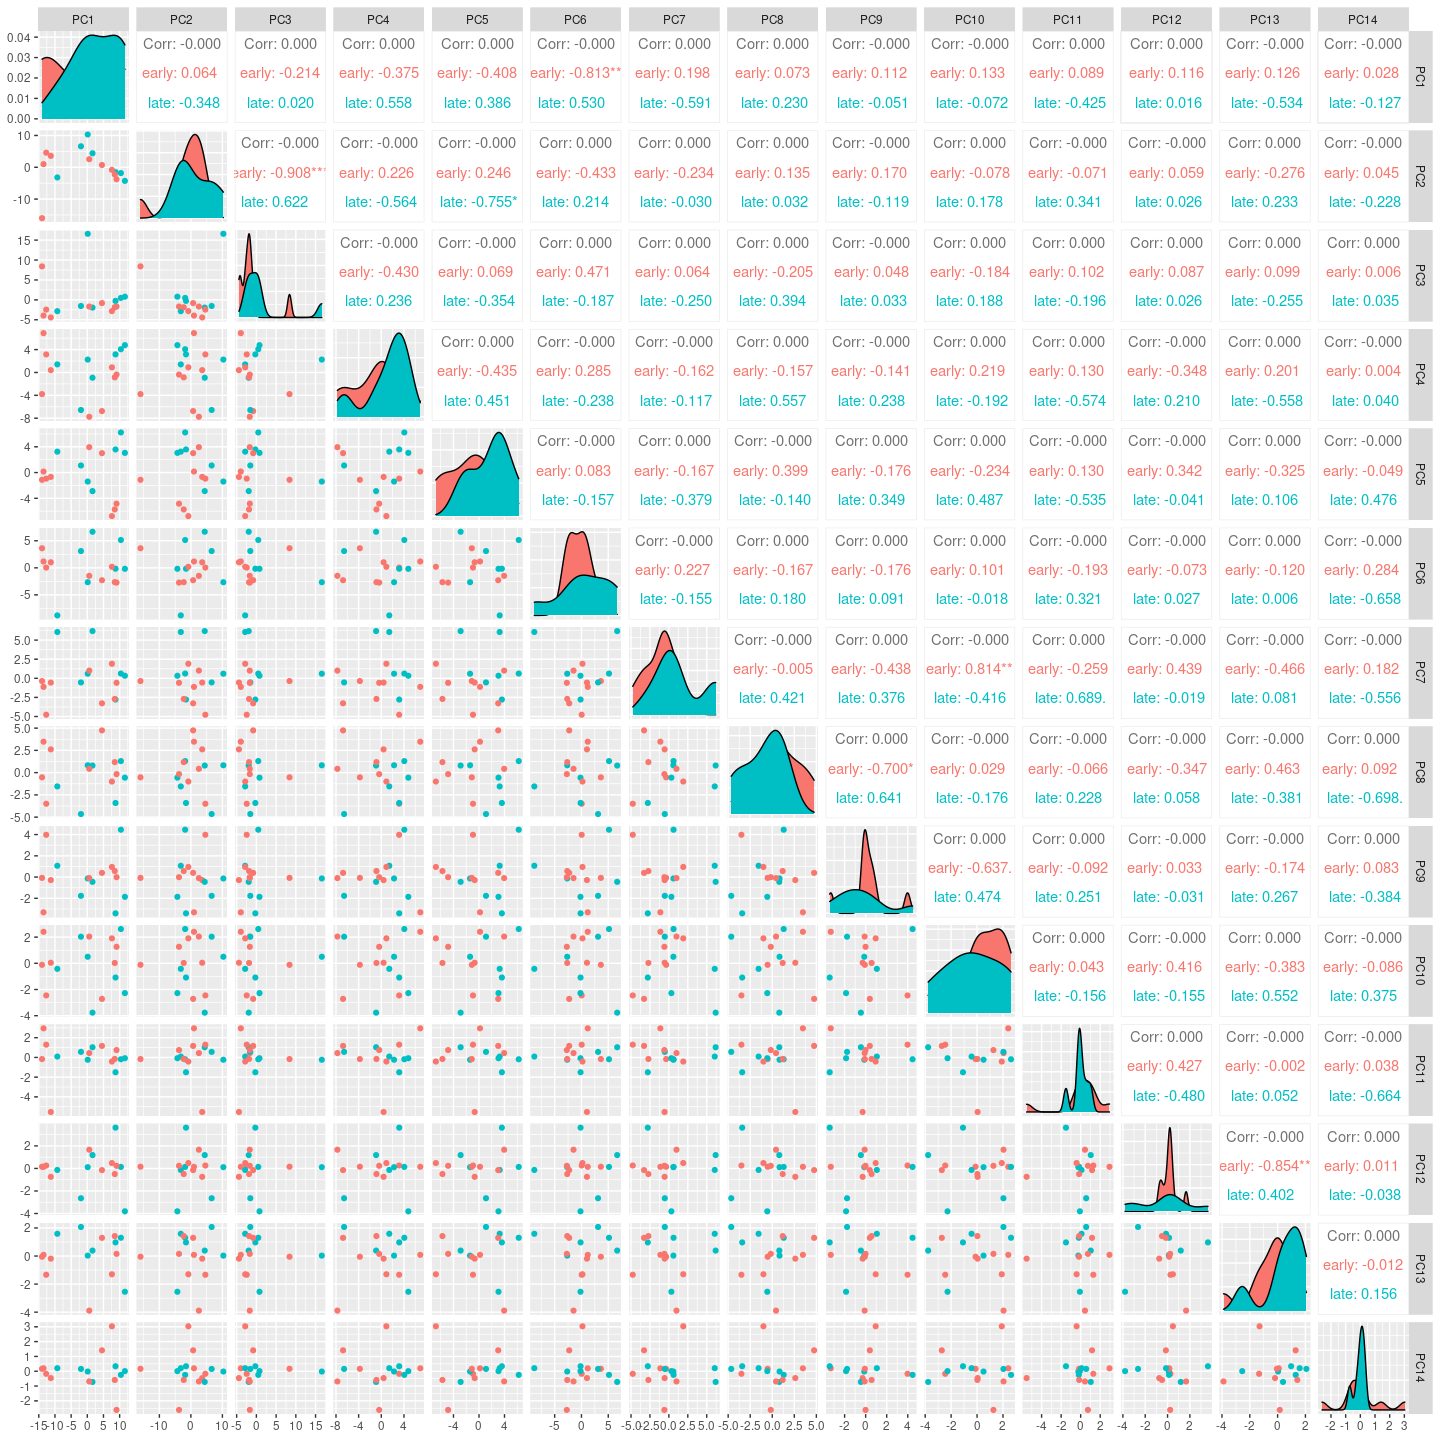 PC1 PC2 PC3 PC4 PC5 PC6 PC7 PC8 PC9 PC10 PC11 PC12 PC13 PC14
0.04 Corr: -0.000 Corr: 0.000 Corr: 0.000 Corr: 0.000 Corr: -0.000 Corr: 0.000 Corr: 0.000 Corr: -0.000 Corr: -0.000 Corr: 0.000 Corr: 0.000 Corr: -0.000 Corr: -0.000
0.03
early: 0.064 early: -0.214 early: -0.375 early: -0.408 early: -0.813** early: 0.198 early: 0.073 early: 0.112 early: 0.133 early: 0.089 early: 0.116 early: 0.126 early: 0.028 PC1
0.02
0.01 late: -0.348 late: 0.020 late: 0.558 late: 0.386 late: 0.530 late: -0.591 late: 0.230 late: -0.051 late: -0.072 late: -0.425 late: 0.016 late: -0.534 late: -0.127
0.00
10 Corr: -0.000 Corr: 0.000 Corr: -0.000 Corr: 0.000 Corr: -0.000 Corr: 0.000 Corr: -0.000 Corr: -0.000 Corr: -0.000 Corr: 0.000 Corr: -0.000 Corr: 0.000
0 early: -0.908*** early: 0.226 early: 0.246 early: -0.433 early: -0.234 early: 0.135 early: 0.170 early: -0.078 early: -0.071 early: 0.059 early: -0.276 early: 0.045 PC2
-10 late: 0.622 late: -0.564 late: -0.755* late: 0.214 late: -0.030 late: 0.032 late: -0.119 late: 0.178 late: 0.341 late: 0.026 late: 0.233 late: -0.228
15 Corr: -0.000 Corr: -0.000 Corr: 0.000 Corr: 0.000 Corr: 0.000 Corr: -0.000 Corr: 0.000 Corr: -0.000 Corr: -0.000 Corr: -0.000 Corr: 0.000
10
5 early: -0.430 early: 0.069 early: 0.471 early: 0.064 early: -0.205 early: 0.048 early: -0.184 early: 0.102 early: 0.087 early: 0.099 early: 0.006 PC3
0 late: 0.236 late: -0.354 late: -0.187 late: -0.250 late: 0.394 late: 0.033 late: 0.188 late: -0.196 late: 0.026 late: -0.255 late: 0.035
-5
4 Corr: 0.000 Corr: -0.000 Corr: -0.000 Corr: -0.000 Corr: -0.000 Corr: 0.000 Corr: 0.000 Corr: -0.000 Corr: 0.000 Corr: -0.000
0 early: -0.435 early: 0.285 early: -0.162 early: -0.157 early: -0.141 early: 0.219 early: 0.130 early: -0.348 early: 0.201 early: 0.004 PC4
-4 late: 0.451 late: -0.238 late: -0.117 late: 0.557 late: 0.238 late: -0.192 late: -0.574 late: 0.210 late: -0.558 late: 0.040
-8
4 Corr: -0.000 Corr: 0.000 Corr: -0.000 Corr: 0.000 Corr: 0.000 Corr: -0.000 Corr: -0.000 Corr: 0.000 Corr: -0.000
0 early: 0.083 early: -0.167 early: 0.399 early: -0.176 early: -0.234 early: 0.130 early: 0.342 early: -0.325 early: -0.049 PC5
-4 late: -0.157 late: -0.379 late: -0.140 late: 0.349 late: 0.487 late: -0.535 late: -0.041 late: 0.106 late: 0.476
5 Corr: -0.000 Corr: 0.000 Corr: 0.000 Corr: 0.000 Corr: -0.000 Corr: -0.000 Corr: 0.000 Corr: -0.000
0 early: 0.227 early: -0.167 early: -0.176 early: 0.101 early: -0.193 early: -0.073 early: -0.120 early: 0.284 PC6
-5 late: -0.155 late: 0.180 late: 0.091 late: -0.018 late: 0.321 late: 0.027 late: 0.006 late: -0.658
5.0 Corr: -0.000 Corr: 0.000 Corr: -0.000 Corr: 0.000 Corr: -0.000 Corr: 0.000 Corr: -0.000
2.5 early: -0.005 early: -0.438 early: 0.814** early: -0.259 early: 0.439 early: -0.466 early: 0.182 PC7
0.0
-2.5 late: 0.421 late: 0.376 late: -0.416 late: 0.689. late: -0.019 late: 0.081 late: -0.556
-5.0
5.0 Corr: 0.000 Corr: -0.000 Corr: -0.000 Corr: -0.000 Corr: -0.000 Corr: 0.000
2.5 early: -0.700* early: 0.029 early: -0.066 early: -0.347 early: 0.463 early: 0.092 PC8
0.0
-2.5 late: 0.641 late: -0.176 late: 0.228 late: 0.058 late: -0.381 late: -0.698.
-5.0
4 Corr: 0.000 Corr: 0.000 Corr: 0.000 Corr: -0.000 Corr: 0.000
2 early: -0.637. early: -0.092 early: 0.033 early: -0.174 early: 0.083 PC9
0
-2 late: 0.474 late: 0.251 late: -0.031 late: 0.267 late: -0.384
2 Corr: 0.000 Corr: -0.000 Corr: 0.000 Corr: -0.000
0 early: 0.043 early: 0.416 early: -0.383 early: -0.086 PC10
-2 late: -0.156 late: -0.155 late: 0.552 late: 0.375
-4
2 Corr: 0.000 Corr: -0.000 Corr: -0.000
0 early: 0.427 early: -0.002 early: 0.038 PC11
-2
-4 late: -0.480 late: 0.052 late: -0.664
2 Corr: -0.000 Corr: 0.000
0 early: -0.854** early: 0.011 PC12
-2 late: 0.402 late: -0.038
-4
2 Corr: 0.000
0 early: -0.012 PC13
-2 late: 0.156
-4
3
2
1 PC14
0
-1
-2
-15 -10 -5 0 5 10 -10 0 10 -5 0 5 10 15 -8 -4 0 4 -4 0 4 -5 0 5 -5.0 -2.5 0.0 2.5 5.0 -5.0 -2.5 0.0 2.5 5.0 -2 0 2 4 -4 -2 0 2 -4 -2 0 2 -4 -2 0 2 -4 -2 0 2 -2 -1 0 1 2 3